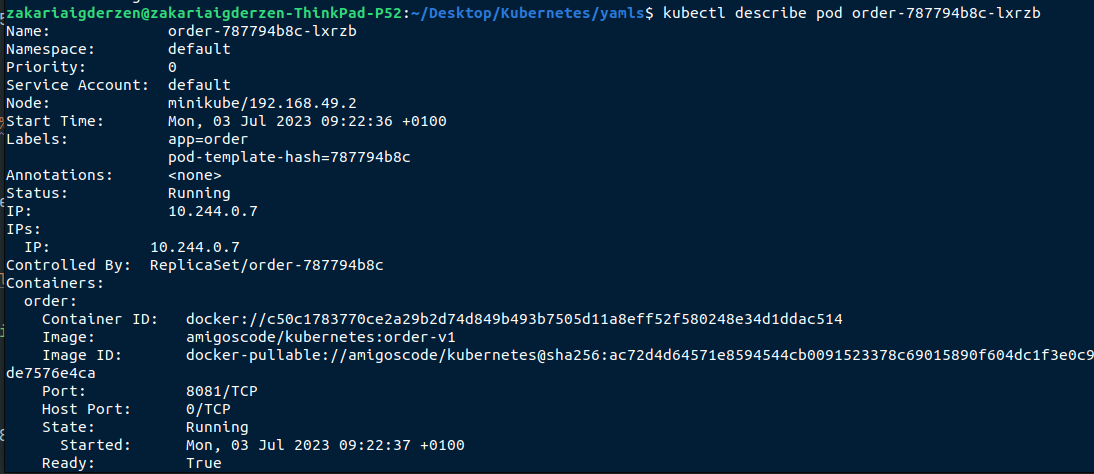 zakariaigderzen@zakariaigderzen-ThinkPad-P52:~/Desktop/Kubernetes/yamls$ kubectl describe pod order-787794b8c-lxrzb
Name:             order-787794b8c-lxrzb
Namespace:        default
Priority:         0
Service Account:  default
Node:             minikube/192.168.49.2
Start Time:       Mon, 03 Jul 2023 09:22:36 +0100
Labels:           app=order
                  pod-template-hash=787794b8c
Annotations:      <none>
Status:           Running
IP:               10.244.0.7
IPs:
  IP:           10.244.0.7
Controlled By:  ReplicaSet/order-787794b8c
Containers:
  order:
    Container ID:   docker://c50c1783770ce2a29b2d74d849b493b7505d11a8eff52f580248e34d1ddac514
    Image:          amigoscode/kubernetes:order-v1
    Image ID:       docker-pullable://amigoscode/kubernetes@sha256:ac72d4d64571e8594544cb0091523378c69015890f604dc1f3e0c9
de7576e4ca
    Port:           8081/TCP
    Host Port:      0/TCP
    State:          Running
      Started:      Mon, 03 Jul 2023 09:22:37 +0100
    Ready:          True